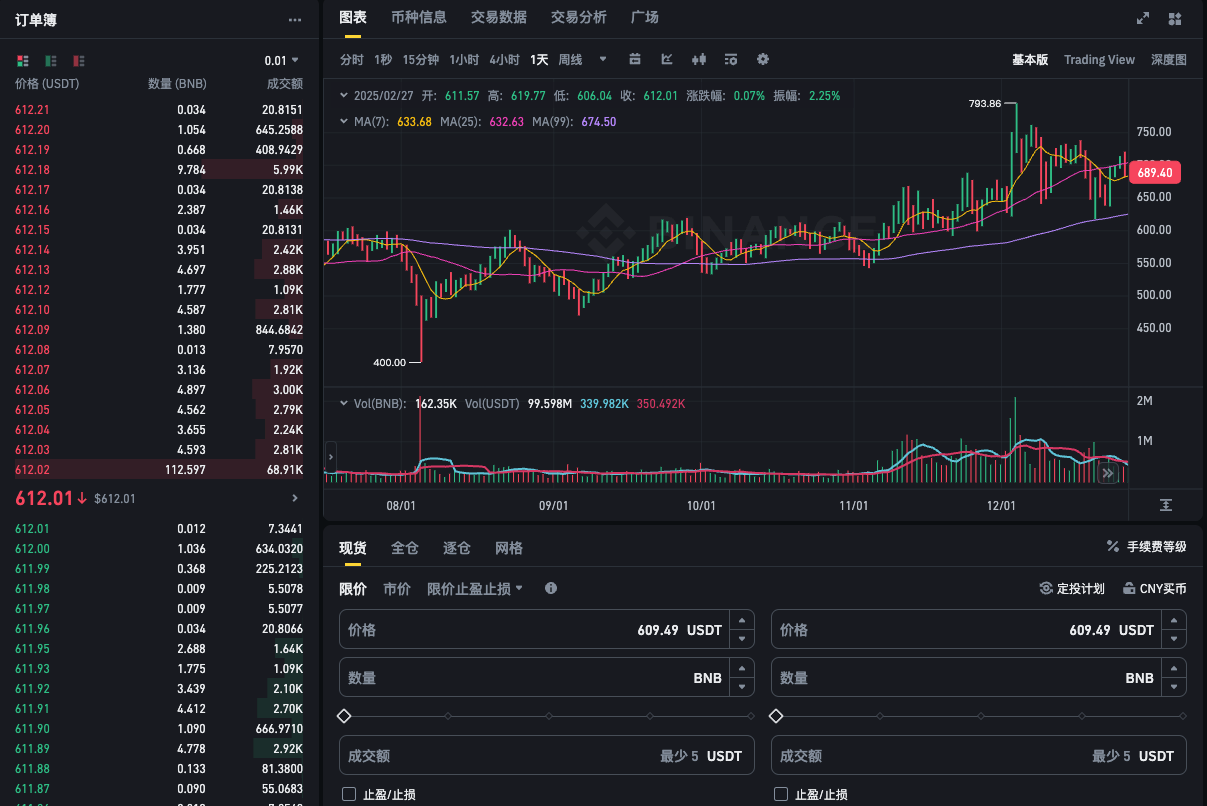 订单簿
0.01
价格 (USDT) 数量 (BNB) 成交额
612.21 0.034 20.8151
612.20 1.054 645.2588
612.19 0.668 408.9429
612.18 9.784 5.99K
612.17 0.034 20.8138
612.16 2.387 1.46K
612.15 0.034 20.8131
612.14 3.951 2.42K
612.13 4.697 2.88K
612.12 1.777 1.09K
612.10 4.587 2.81K
612.09 1.380 844.6842
612.08 0.013 7.9570
612.07 3.136 1.92K
612.06 4.897 3.00K
612.05 4.562 2.79K
612.04 3.655 2.24K
612.03 4.593 2.81K
612.02 112.597 68.91K
612.01 $612.01
612.01 0.012 7.3441
612.00 1.036 634.0320
611.99 0.368 225.2123
611.98 0.009 5.5078
611.97 0.009 5.5077
611.96 0.034 20.8066
611.95 2.688 1.64K
611.93 1.775 1.09K
611.92 3.439 2.10K
611.91 4.412 2.70K
611.90 1.090 666.9710
611.89 4.778 2.92K
611.88 0.133 81.3800
611.87 0.090 55.0683
图表 币种信息 交易数据 交易分析 广场
分时 1秒 15分钟 1小时 4小时 1天 周线 基本版 Trading View 深度图
2025/02/27 开: 611.57 高: 619.77 低: 606.04 收: 612.01 涨跌幅: 0.07% 振幅: 2.25%
MA(7): 633.68 MA(25): 632.63 MA(99): 674.50
793.86
750.00
689.40
650.00
BINANCE
600.00
550.00
500.00
450.00
400.00
Vol(BNB): 162.35K Vol(USDT) 99.598M 339.982K 350.492K
2M
1M
08/01 09/01 10/01 11/01 12/01
现货 全仓 逐仓 网格 手续费等级
限价 市价 限价止盈止损 定投计划 CNY买币
价格 609.49 USDT 价格 609.49 USDT
数量 BNB 数量 BNB
成交额 最少 5 USDT 成交额 最少 5 USDT
止盈/止损 止盈/止损